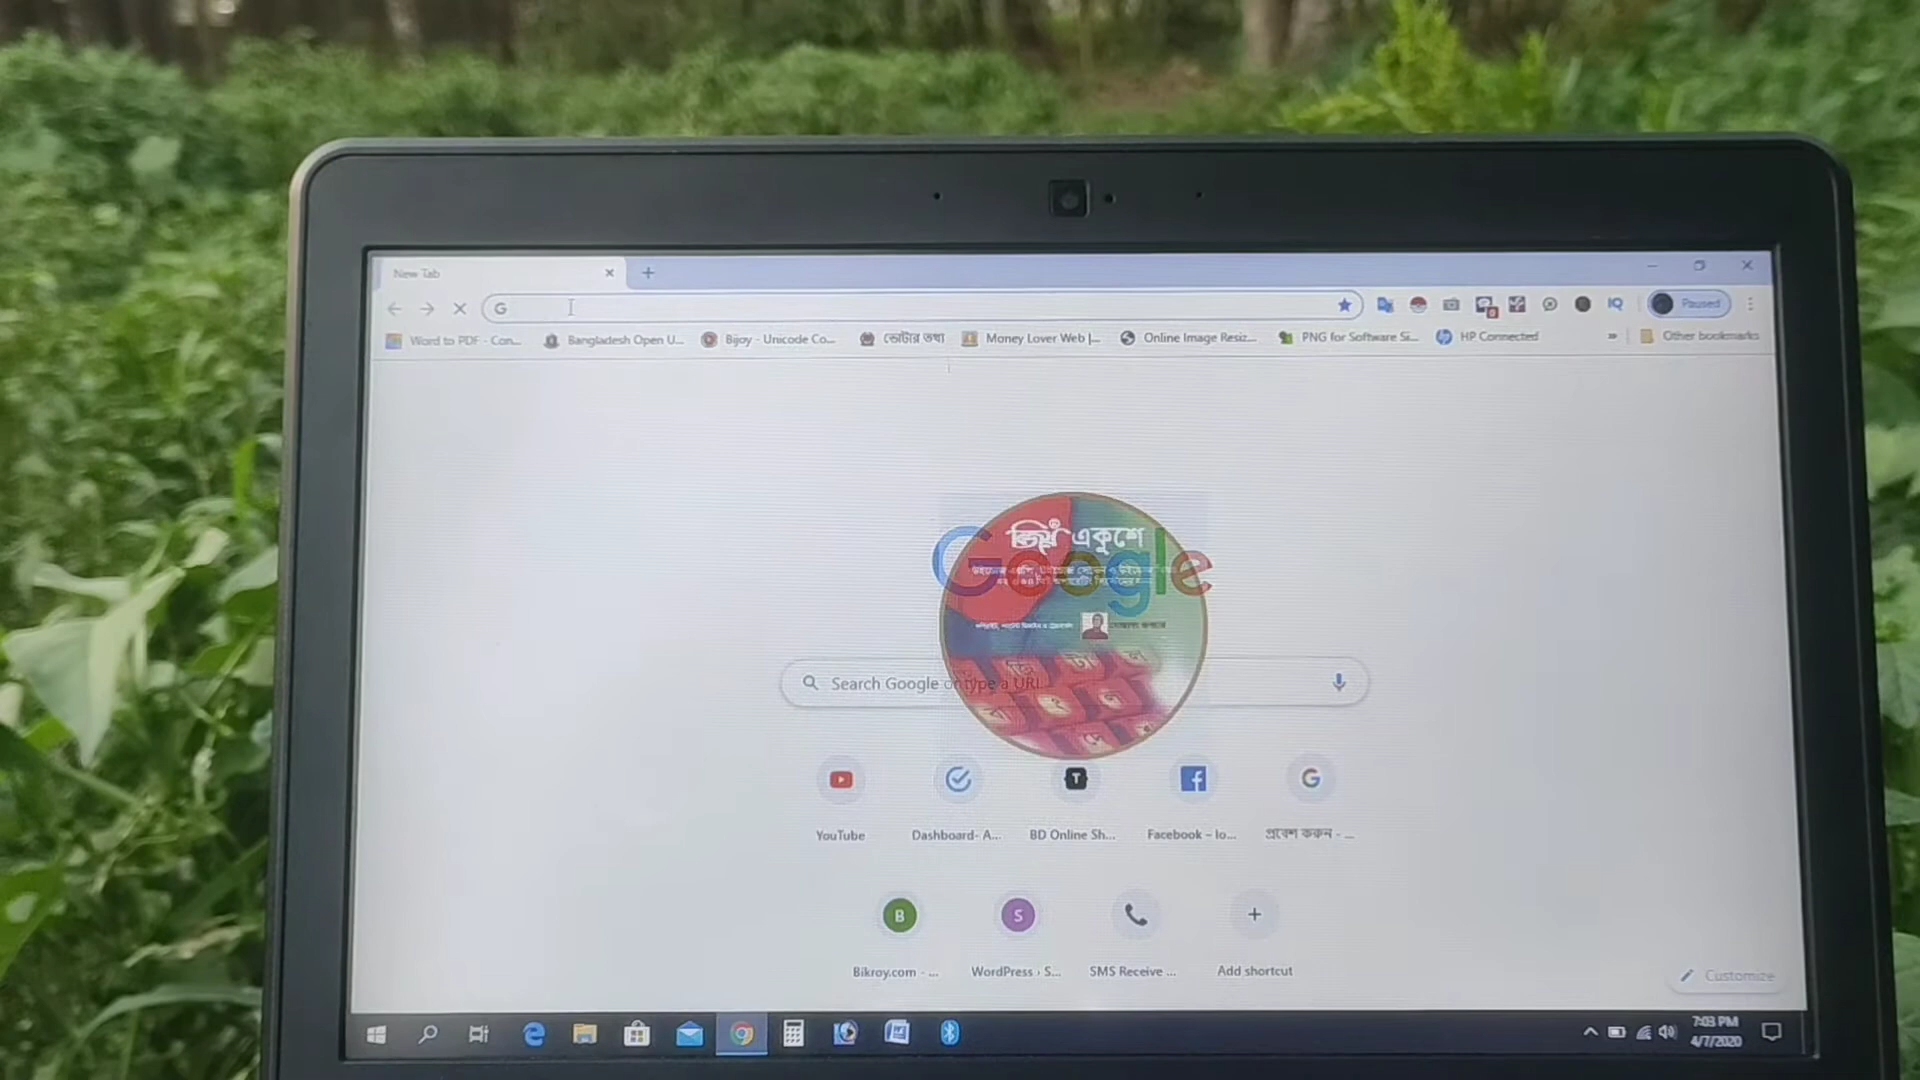 New Tab
G
Paused
Word to PDF - Con...
Bangladesh Open U...
Bijoy - Unicode Co...
ভোটার তথ্য
Money Lover Web |...
Online Image Resiz...
PNG for Software Si...
HP Connected
»
Other bookmarks
একুশে
Google
Search Google or type a URL
YouTube
Dashboard- A...
BD Online Sh...
Facebook – lo...
প্রবেশ করুন - ...
Bikroy.com - ...
WordPress › S...
SMS Receive ...
Add shortcut
Customize
7:03 PM
4/7/2020